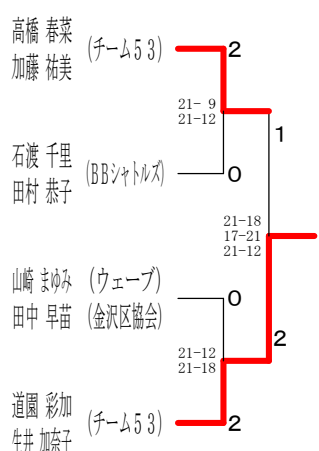 高橋 春菜
加藤 祐美
(チーム53)
2
21- 9
21-12
1
石渡 千里
田村 恭子
(BBシャトルズ)
0
21-18
17-21
21-12
山崎 まゆみ (ウェーブ)
田中 早苗 (金沢区協会)
0
21-12
21-18
2
道園 彩加
生井 加奈子
(チーム53)
2